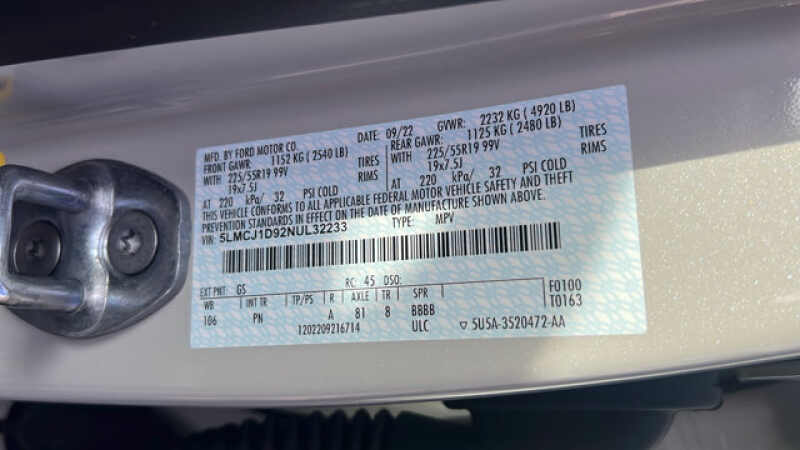 MFD. BY FORD MOTOR CO. DATE: 09/22 GVWR: 2232 KG ( 4920 LB)
FRONT GAWR: 1152 KG ( 2540 LB) REAR GAWR: 1125 KG ( 2480 LB)
WITH 225/55R19 99V TIRES WITH 225/55R19 99V TIRES
19x7.5J RIMS 19x7.5J RIMS
AT 220 kPa/ 32 PSI COLD AT 220 kPa/ 32 PSI COLD
THIS VEHICLE CONFORMS TO ALL APPLICABLE FEDERAL MOTOR VEHICLE SAFETY AND THEFT
PREVENTION STANDARDS IN EFFECT ON THE DATE OF MANUFACTURE SHOWN ABOVE.
VIN: 5LMCJ1D92NUL32233 TYPE: MPV
EXT PNT: GS RC: 45 DSO: F0100
WB INT TR TP/PS R AXLE TR SPR T0163
106 PN A 81 8 BBBB
1202209216714 ULC ▽ 5U5A-3520472-AA